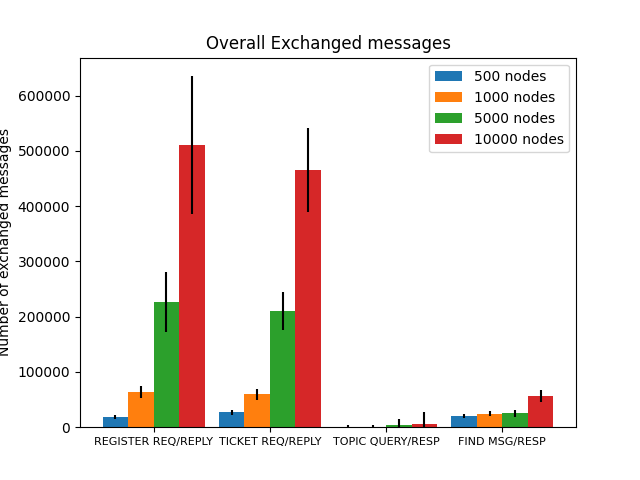 Overall Exchanged messages
500 nodes
1000 nodes
5000 nodes
10000 nodes
Number of exchanged messages
600000
500000
400000
300000
200000
100000
0
REGISTER REQ/REPLY TICKET REQ/REPLY TOPIC QUERY/RESP FIND MSG/RESP